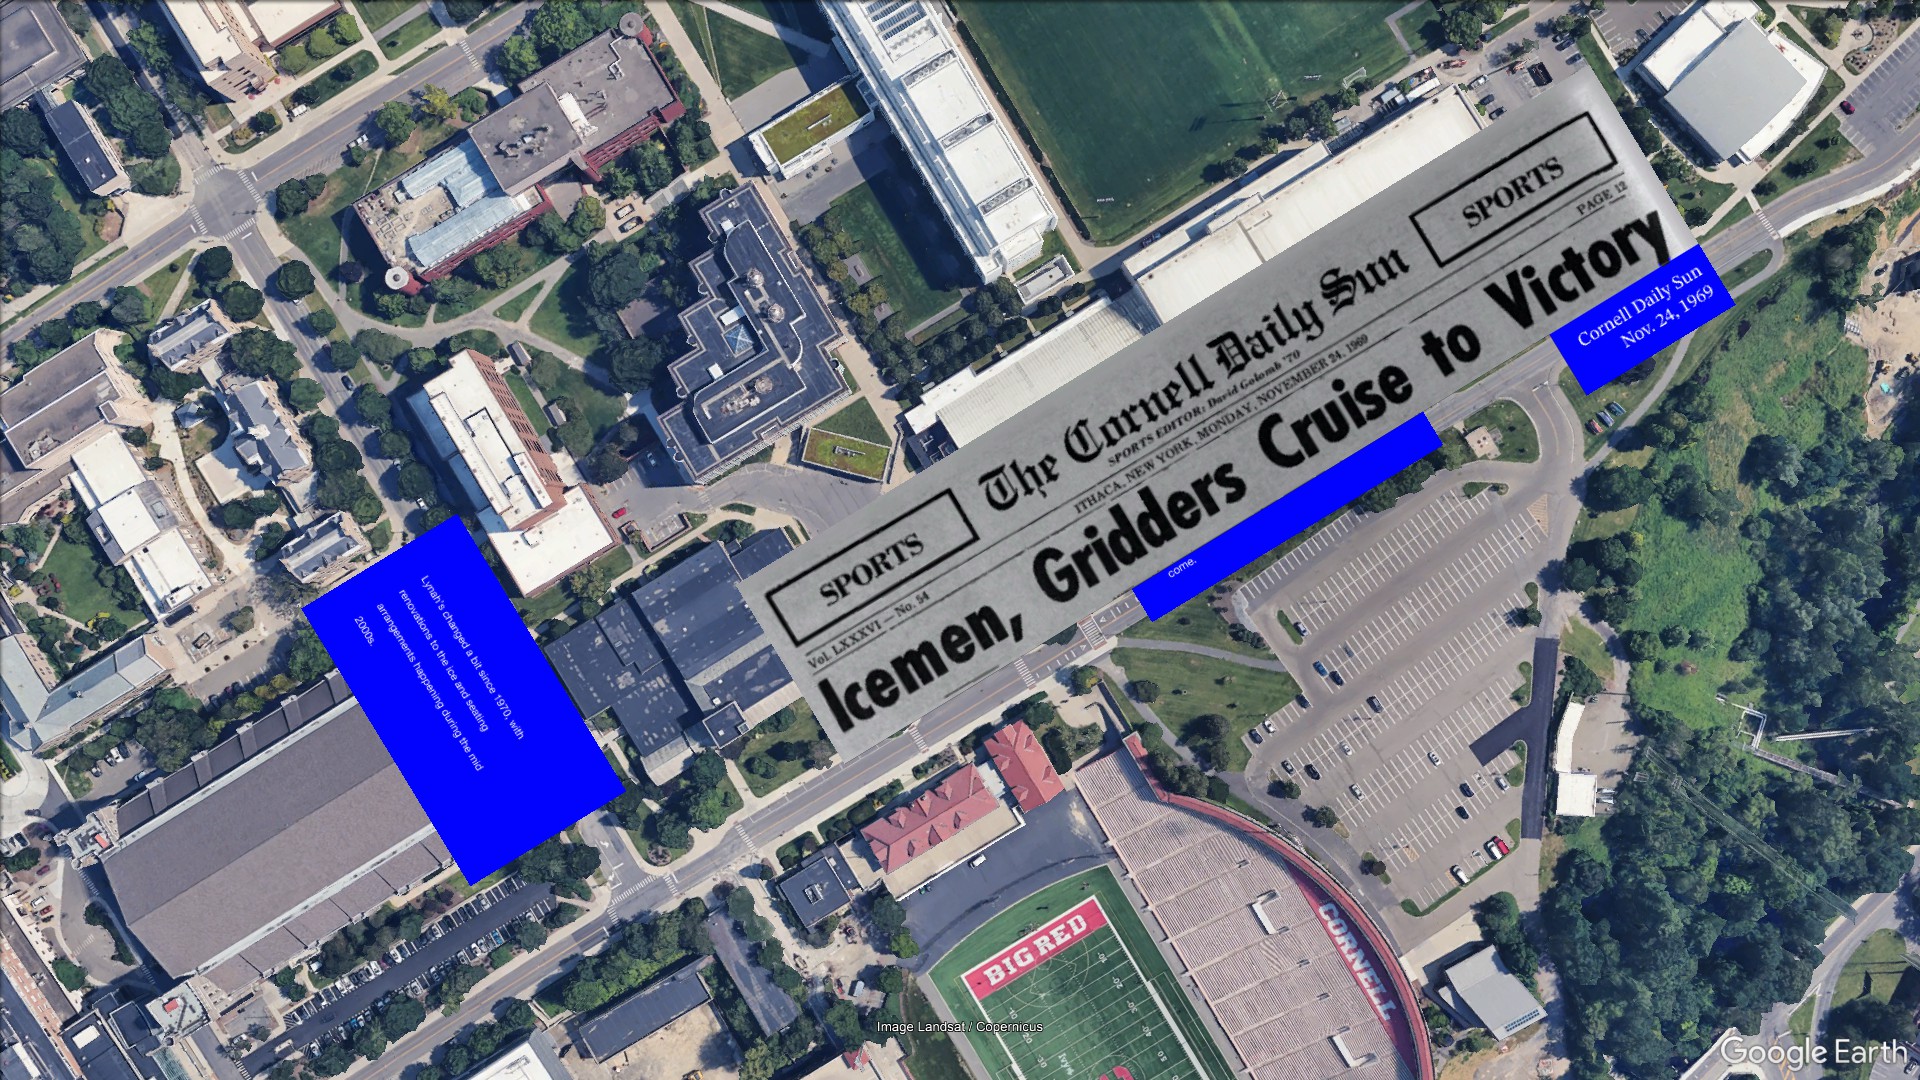 SPORTS
The Cornell Daily Sun
SPORTS
SPORTS EDITOR: David Golomb '70
Vol. LXXXVI — No. 54
ITHACA, NEW YORK, MONDAY, NOVEMBER 24, 1969
PAGE 12
Icemen, Gridders Cruise to Victory
Cornell Daily Sun
Nov. 24, 1969
come.
Lynah's changed a bit since 1970, with
renovations to the ice and seating
arrangements happening during the mid
2000s.
BIG RED
CORNELL
Image Landsat / Copernicus
Google Earth